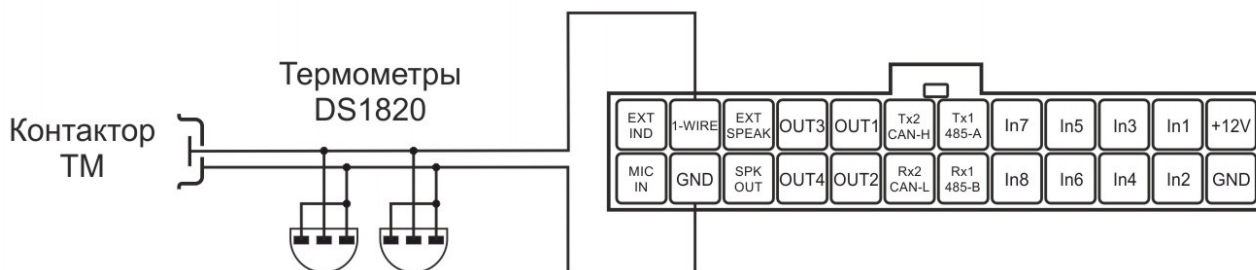 Термометры
DS1820
Контактор
ТМ
EXT
IND
1-WIRE
EXT
SPEAK
OUT3
OUT1
Tx2
CAN-H
Tx1
485-A
In7
In5
In3
In1
+12V
MIC
IN
GND
SPK
OUT
OUT4
OUT2
Rx2
CAN-L
Rx1
485-B
In8
In6
In4
In2
GND